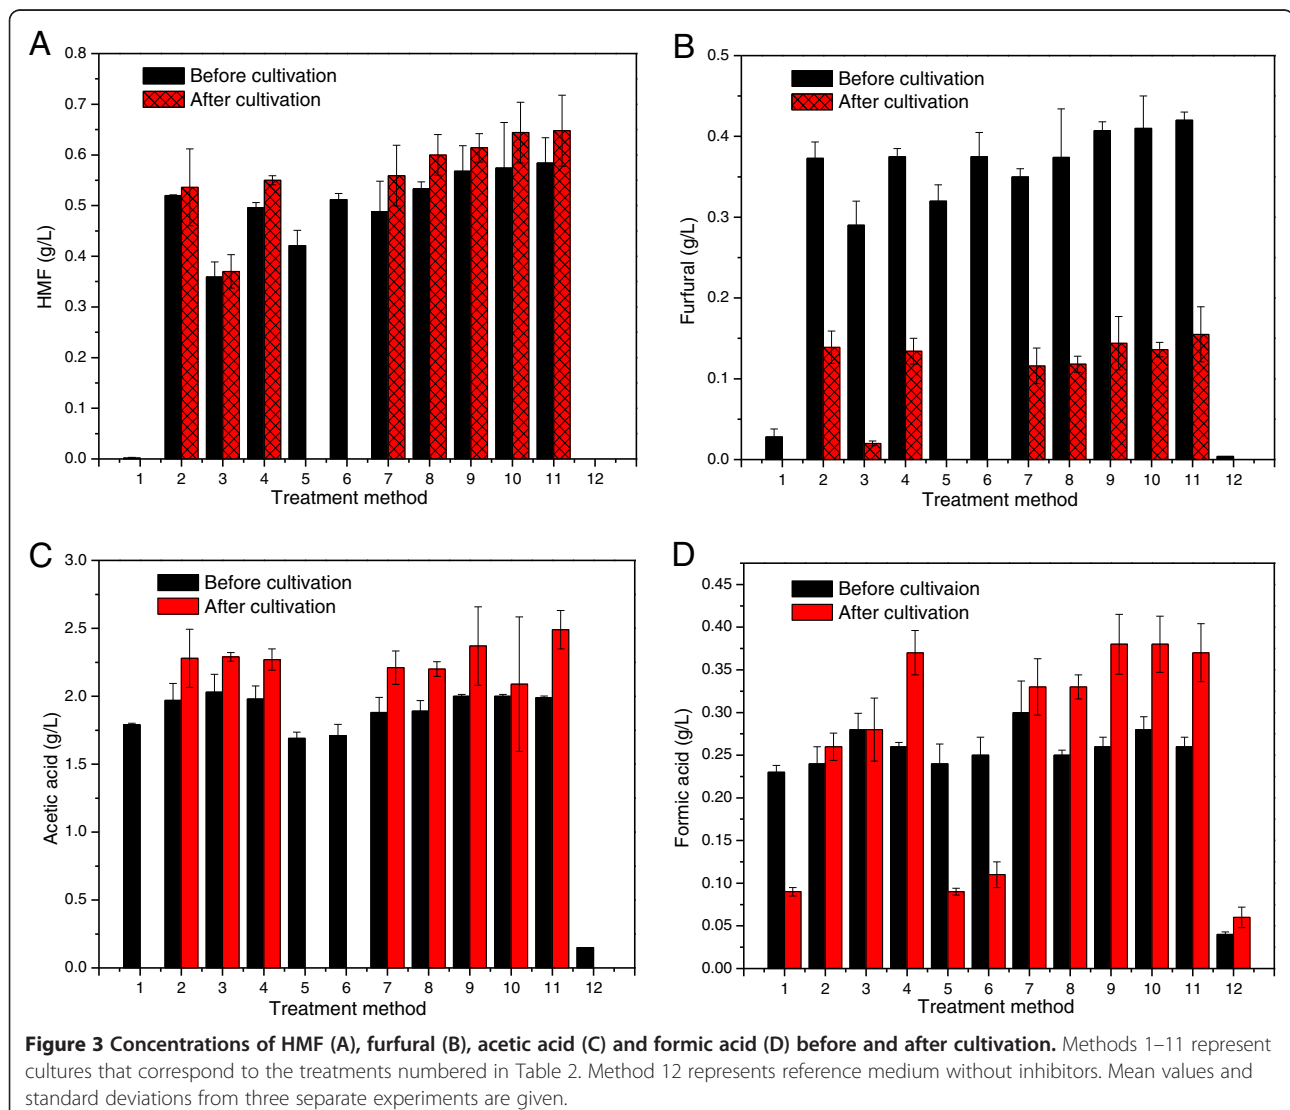 A
0.8
0.7
0.6
0.5
0.4
0.3
0.2
0.1
0.0
HMF (g/L)
Before cultivation
After cultivation
1 2 3 4 5 6 7 8 9 10 11 12
Treatment method
B
0.5
0.4
0.3
0.2
0.1
0.0
Furfural (g/L)
Before cultivation
After cultivation
1 2 3 4 5 6 7 8 9 10 11 12
Treatment method
C
3.0
2.5
2.0
1.5
1.0
0.5
0.0
Acetic acid (g/L)
Before cultivation
After cultivation
1 2 3 4 5 6 7 8 9 10 11 12
Treatment method
D
0.45
0.40
0.35
0.30
0.25
0.20
0.15
0.10
0.05
0.00
Formic acid (g/L)
Before cultivaion
After cultivation
1 2 3 4 5 6 7 8 9 10 11 12
Treatment method
Figure 3 Concentrations of HMF (A), furfural (B), acetic acid (C) and formic acid (D) before and after cultivation. Methods 1–11 represent
cultures that correspond to the treatments numbered in Table 2. Method 12 represents reference medium without inhibitors. Mean values and
standard deviations from three separate experiments are given.